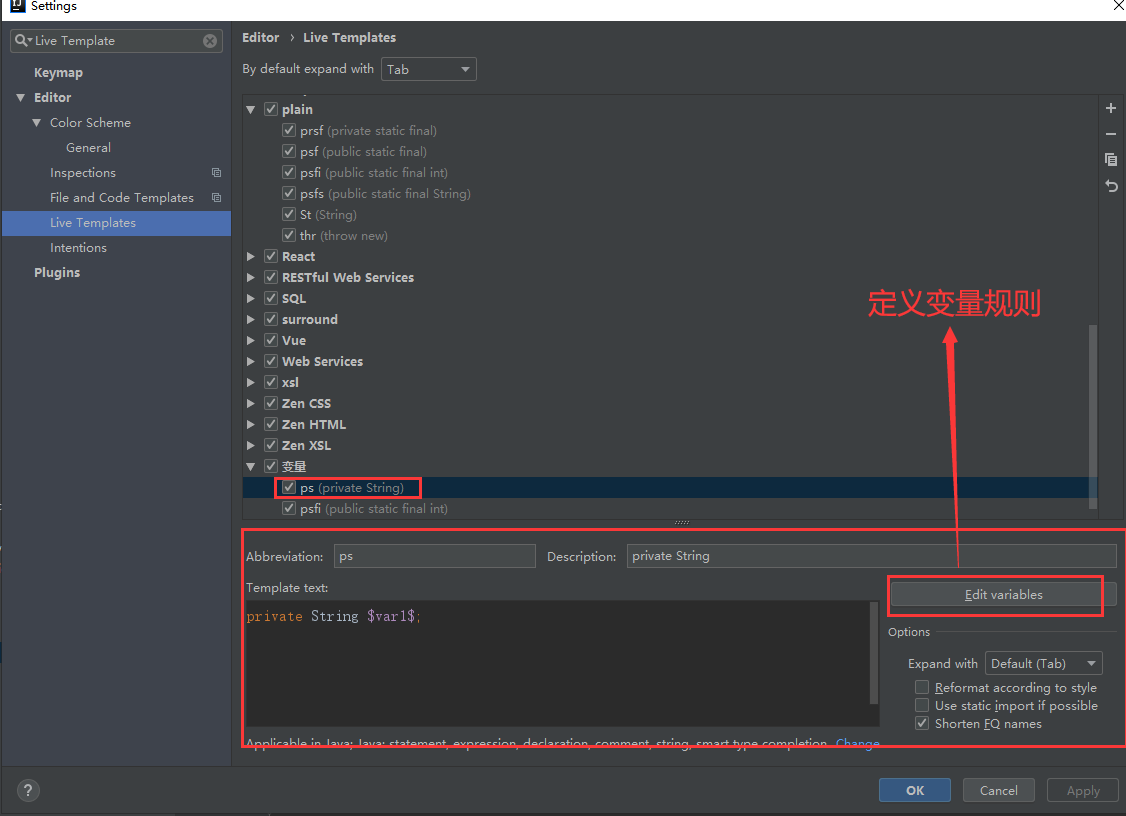 Settings
Live Template
Keymap
Editor
Color Scheme
General
Inspections
File and Code Templates
Live Templates
Intentions
Plugins
Editor › Live Templates
By default expand with Tab
plain
prsf (private static final)
psf (public static final)
psfi (public static final int)
psfs (public static final String)
St (String)
thr (throw new)
React
RESTful Web Services
SQL
surround
Vue
Web Services
xsl
Zen CSS
Zen HTML
Zen XSL
变量
ps (private String)
psfi (public static final int)
定义变量规则
Abbreviation: ps Description: private String
Template text:
private String $var1$;
Edit variables
Options
Expand with Default (Tab)
Reformat according to style
Use static import if possible
Shorten FQ names
Applicable in Java; Java: statement, expression, declaration, comment, string, smart type completion. Change
? OK Cancel Apply